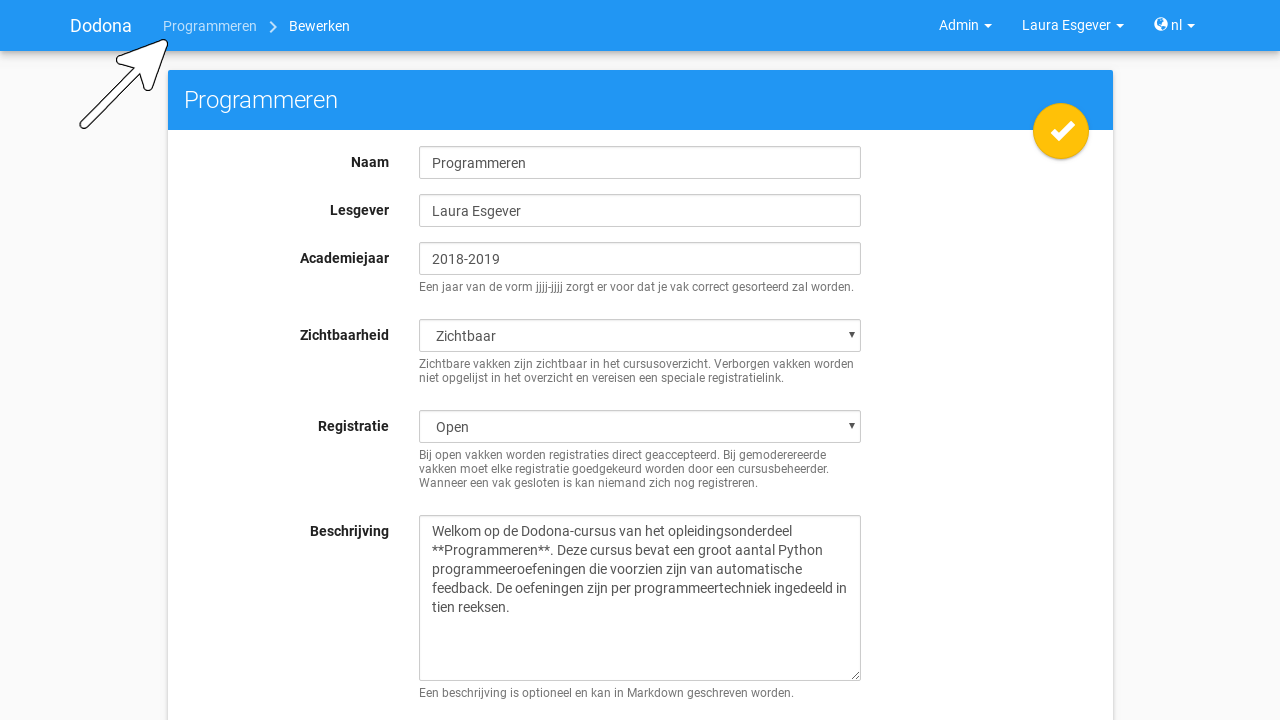 Dodona Programmeren Bewerken Admin Laura Esgever nl
Programmeren
Naam Programmeren
Lesgever Laura Esgever
Academiejaar 2018-2019
Een jaar van de vorm jjjj-jjjj zorgt er voor dat je vak correct gesorteerd zal worden.
Zichtbaarheid Zichtbaar
Zichtbare vakken zijn zichtbaar in het cursusoverzicht. Verborgen vakken worden
niet opgelijst in het overzicht en vereisen een speciale registratielink.
Registratie Open
Bij open vakken worden registraties direct geaccepteerd. Bij gemoderereerde
vakken moet elke registratie goedgekeurd worden door een cursusbeheerder.
Wanneer een vak gesloten is kan niemand zich nog registreren.
Beschrijving Welkom op de Dodona-cursus van het opleidingsonderdeel
**Programmeren**. Deze cursus bevat een groot aantal Python
programmeeroefeningen die voorzien zijn van automatische
feedback. De oefeningen zijn per programmeertechniek ingedeeld in
tien reeksen.
Een beschrijving is optioneel en kan in Markdown geschreven worden.